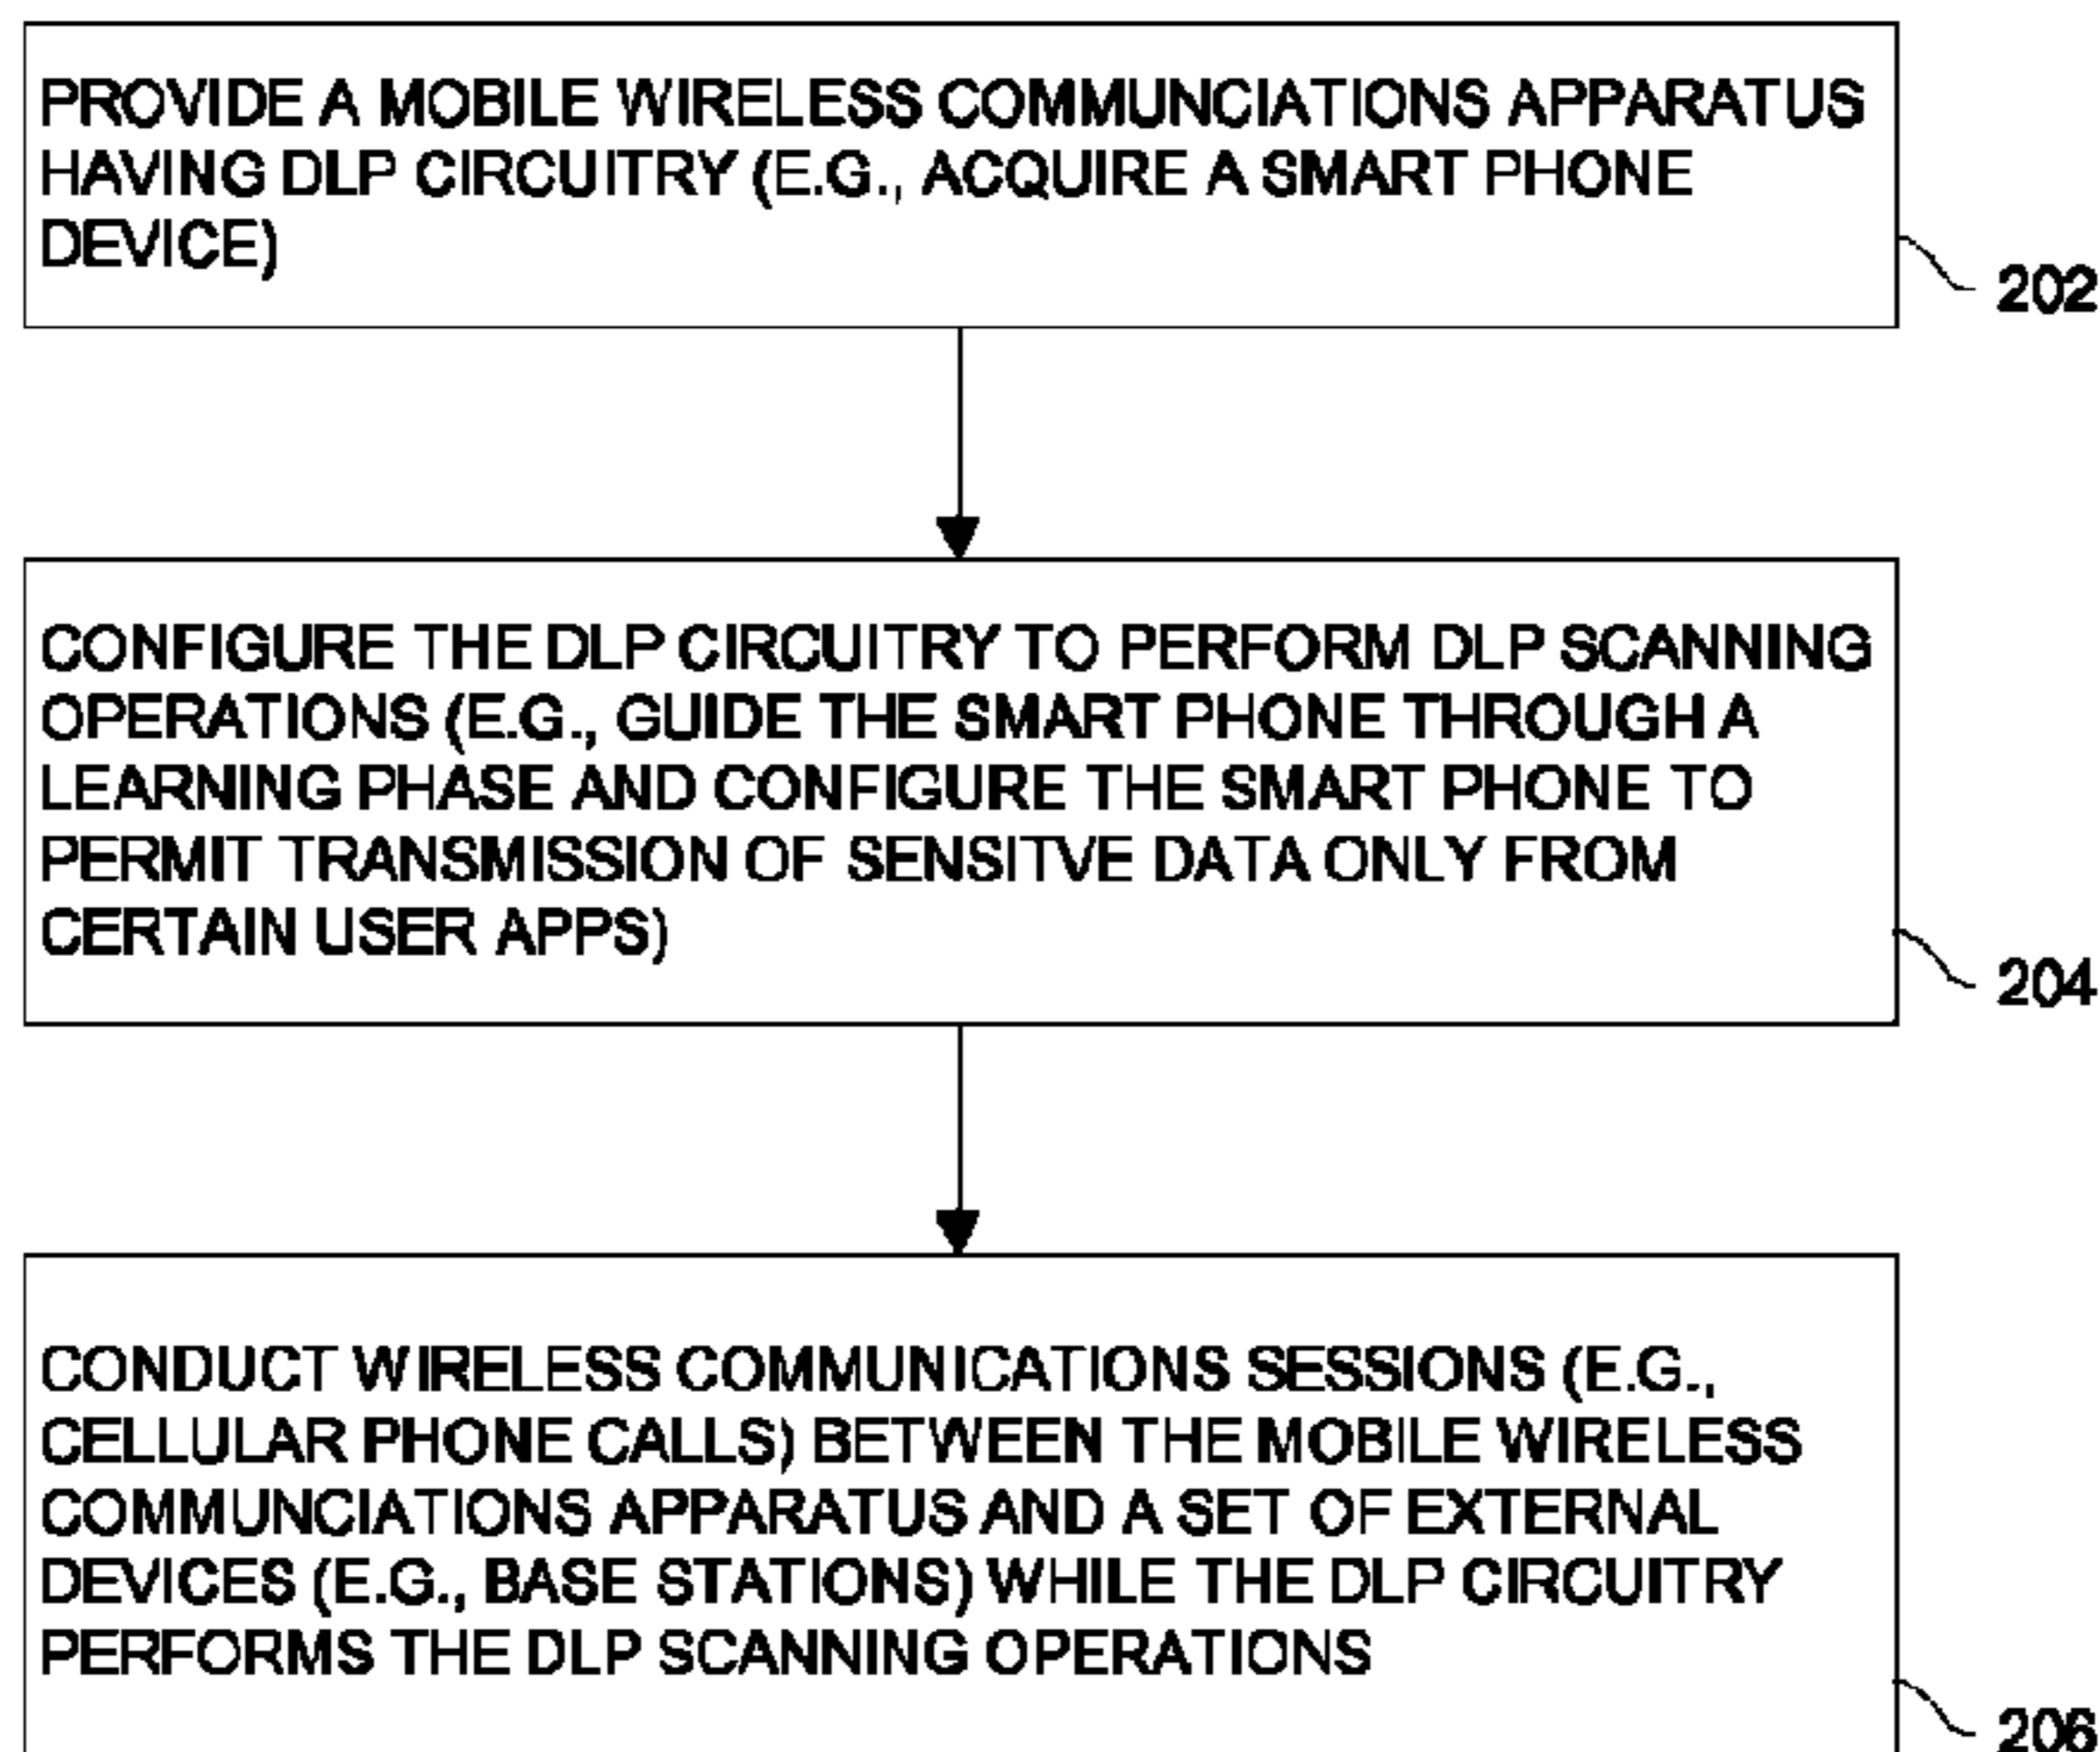 PROVIDE A MOBILE WIRELESS COMMUNCIATIONS APPARATUS
HAVING DLP CIRCUITRY (E.G., ACQUIRE A SMART PHONE
DEVICE)
202
CONFIGURE THE DLP CIRCUITRY TO PERFORM DLP SCANNING
OPERATIONS (E.G., GUIDE THE SMART PHONE THROUGH A
LEARNING PHASE AND CONFIGURE THE SMART PHONE TO
PERMIT TRANSMISSION OF SENSITVE DATA ONLY FROM
CERTAIN USER APPS)
204
CONDUCT WIRELESS COMMUNICATIONS SESSIONS (E.G.,
CELLULAR PHONE CALLS) BETWEEN THE MOBILE WIRELESS
COMMUNCIATIONS APPARATUS AND A SET OF EXTERNAL
DEVICES (E.G., BASE STATIONS) WHILE THE DLP CIRCUITRY
PERFORMS THE DLP SCANNING OPERATIONS
206